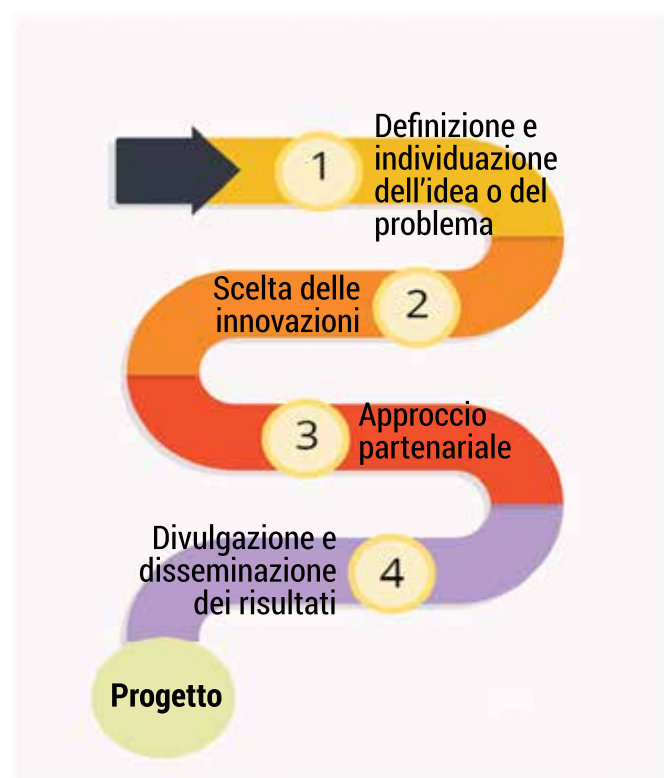 1
Definizione e
individuazione
dell'idea o del
problema
Scelta delle
innovazioni
2
3
Approccio
partenariale
Divulgazione e
disseminazione
dei risultati
4
Progetto